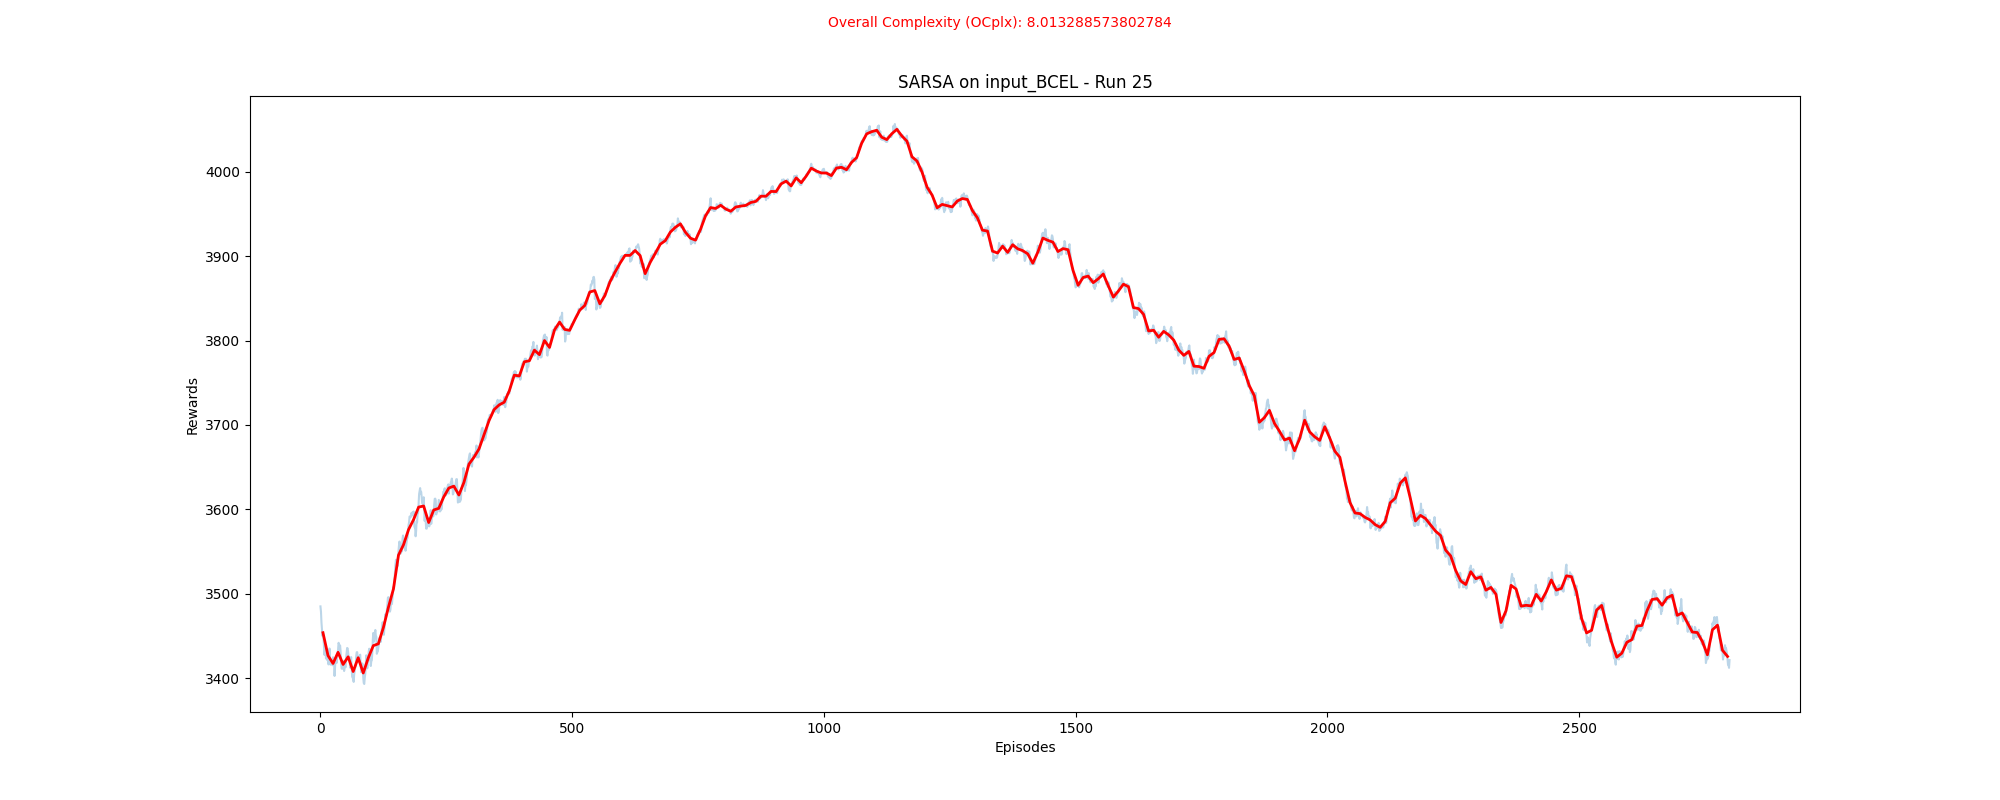 Overall Complexity (OCplx): 8.013288573802784
SARSA on input_BCEL - Run 25
Rewards
4000
3900
3800
3700
3600
3500
3400
0 500 1000 1500 2000 2500
Episodes